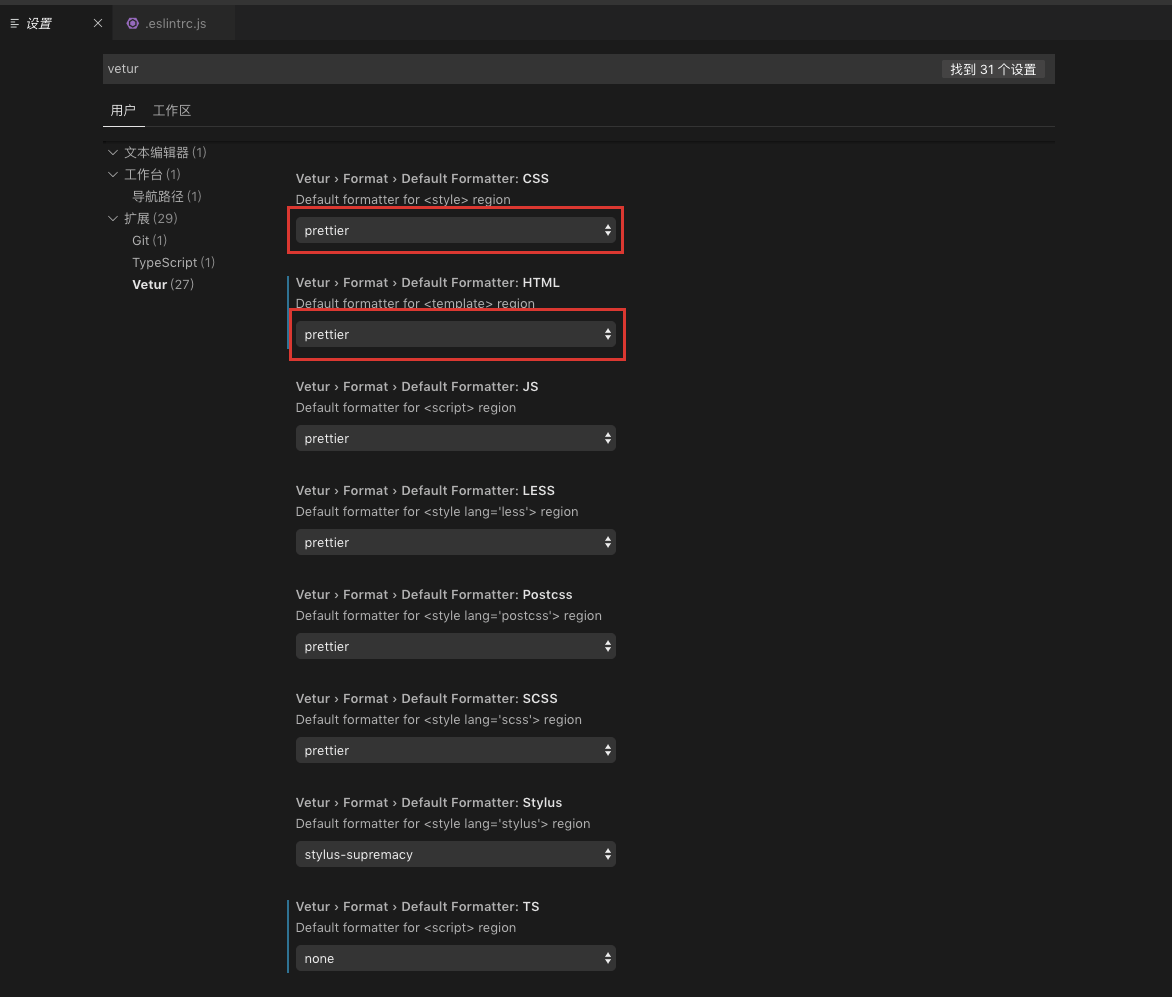 设置
.eslintrc.js
vetur
找到 31 个设置
用户 工作区
文本编辑器 (1)
工作台 (1)
导航路径 (1)
扩展 (29)
Git (1)
TypeScript (1)
Vetur (27)
Vetur › Format › Default Formatter: CSS
Default formatter for <style> region
prettier
Vetur › Format › Default Formatter: HTML
Default formatter for <template> region
prettier
Vetur › Format › Default Formatter: JS
Default formatter for <script> region
prettier
Vetur › Format › Default Formatter: LESS
Default formatter for <style lang='less'> region
prettier
Vetur › Format › Default Formatter: Postcss
Default formatter for <style lang='postcss'> region
prettier
Vetur › Format › Default Formatter: SCSS
Default formatter for <style lang='scss'> region
prettier
Vetur › Format › Default Formatter: Stylus
Default formatter for <style lang='stylus'> region
stylus-supremacy
Vetur › Format › Default Formatter: TS
Default formatter for <script> region
none